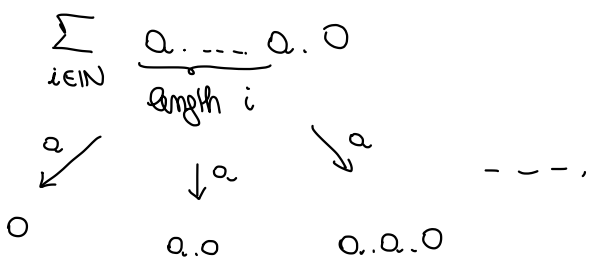 ∑ a. .... a. 0
i∈ℕ
length i
a a a
- - - .
0 a.0 a..a.0